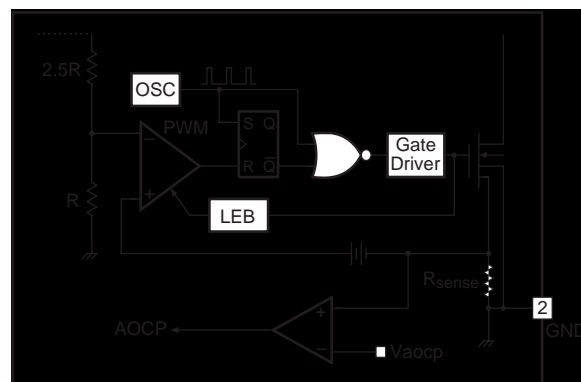 2.5R
OSC
PWM
S Q
R Q̅
Gate
Driver
R
LEB
Rsense
2
GND
AOCP
Vaocp
+
−
+
−